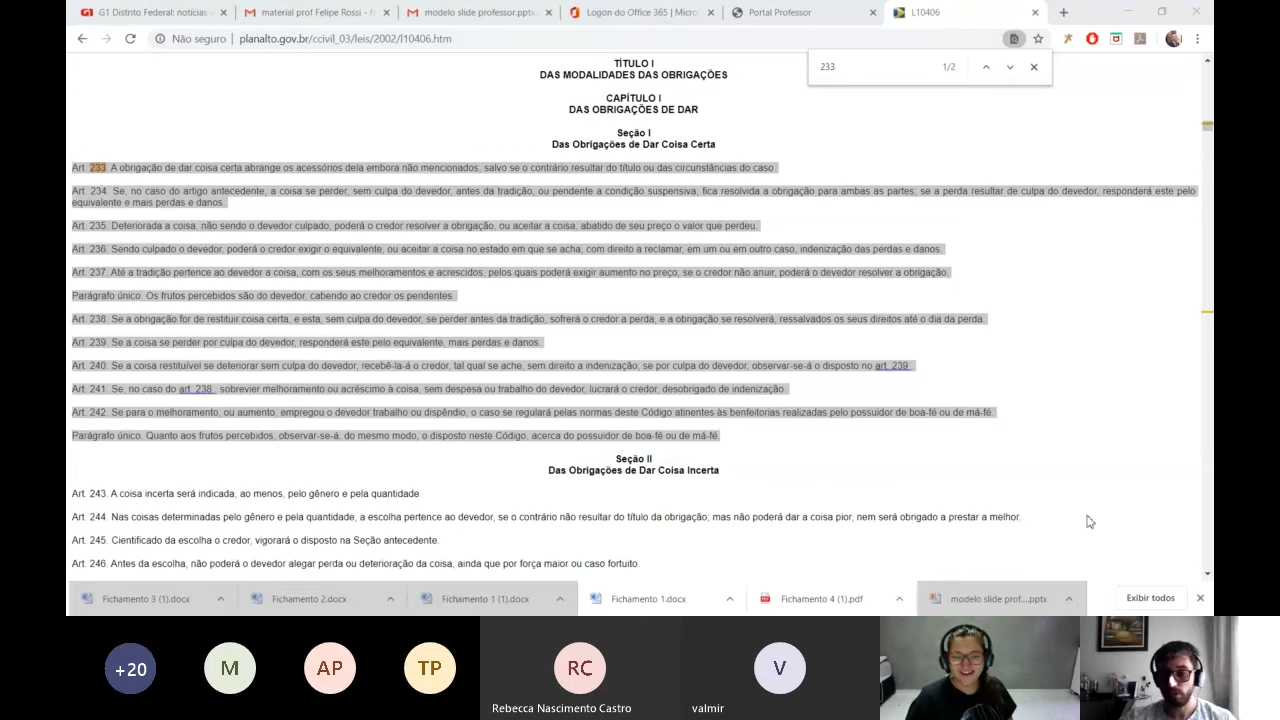 G1 Distrito Federal: notícias
material prof Felipe Rossi - f
modelo slide professor.pptx
Logon do Office 365 | Micro
Portal Professor
L10406
Não seguro | planalto.gov.br/ccivil_03/leis/2002/l10406.htm
233 1/2
TÍTULO I
DAS MODALIDADES DAS OBRIGAÇÕES
CAPÍTULO I
DAS OBRIGAÇÕES DE DAR
Seção I
Das Obrigações de Dar Coisa Certa
Art. 233. A obrigação de dar coisa certa abrange os acessórios dela embora não mencionados, salvo se o contrário resultar do título ou das circunstâncias do caso.
Art. 234. Se, no caso do artigo antecedente, a coisa se perder, sem culpa do devedor, antes da tradição, ou pendente a condição suspensiva, fica resolvida a obrigação para ambas as partes; se a perda resultar de culpa do devedor, responderá este pelo
equivalente e mais perdas e danos.
Art. 235. Deteriorada a coisa, não sendo o devedor culpado, poderá o credor resolver a obrigação, ou aceitar a coisa, abatido de seu preço o valor que perdeu.
Art. 236. Sendo culpado o devedor, poderá o credor exigir o equivalente, ou aceitar a coisa no estado em que se acha, com direito a reclamar, em um ou em outro caso, indenização das perdas e danos.
Art. 237. Até a tradição pertence ao devedor a coisa, com os seus melhoramentos e acrescidos, pelos quais poderá exigir aumento no preço; se o credor não anuir, poderá o devedor resolver a obrigação.
Parágrafo único. Os frutos percebidos são do devedor, cabendo ao credor os pendentes.
Art. 238. Se a obrigação for de restituir coisa certa, e esta, sem culpa do devedor, se perder antes da tradição, sofrerá o credor a perda, e a obrigação se resolverá, ressalvados os seus direitos até o dia da perda.
Art. 239. Se a coisa se perder por culpa do devedor, responderá este pelo equivalente, mais perdas e danos.
Art. 240. Se a coisa restituível se deteriorar sem culpa do devedor, recebê-la-á o credor, tal qual se ache, sem direito a indenização; se por culpa do devedor, observar-se-á o disposto no art. 239.
Art. 241. Se, no caso do art. 238, sobrevier melhoramento ou acréscimo à coisa, sem despesa ou trabalho do devedor, lucrará o credor, desobrigado de indenização.
Art. 242. Se para o melhoramento, ou aumento, empregou o devedor trabalho ou dispêndio, o caso se regulará pelas normas deste Código atinentes às benfeitorias realizadas pelo possuidor de boa-fé ou de má-fé.
Parágrafo único. Quanto aos frutos percebidos, observar-se-á, do mesmo modo, o disposto neste Código, acerca do possuidor de boa-fé ou de má-fé.
Seção II
Das Obrigações de Dar Coisa Incerta
Art. 243. A coisa incerta será indicada, ao menos, pelo gênero e pela quantidade.
Art. 244. Nas coisas determinadas pelo gênero e pela quantidade, a escolha pertence ao devedor, se o contrário não resultar do título da obrigação; mas não poderá dar a coisa pior, nem será obrigado a prestar a melhor.
Art. 245. Cientificado da escolha o credor, vigorará o disposto na Seção antecedente.
Art. 246. Antes da escolha, não poderá o devedor alegar perda ou deterioração da coisa, ainda que por força maior ou caso fortuito.
Fichamento 3 (1).docx
Fichamento 2.docx
Fichamento 1 (1).docx
Fichamento 1.docx
Fichamento 4 (1).pdf
modelo slide prof....pptx
Exibir todos
+20
M
AP
TP
RC
V
Rebecca Nascimento Castro
valmir